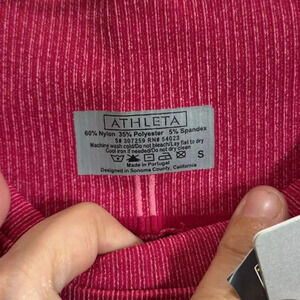 ATHLETA
60% Nylon 35% Polyester 5% Spandex
S# 307259 RN# 54023
Machine wash cold/Do not bleach/Lay flat to dry
Cool iron if needed/Do not dry clean
S
Made in Portugal
Designed in Sonoma County, California